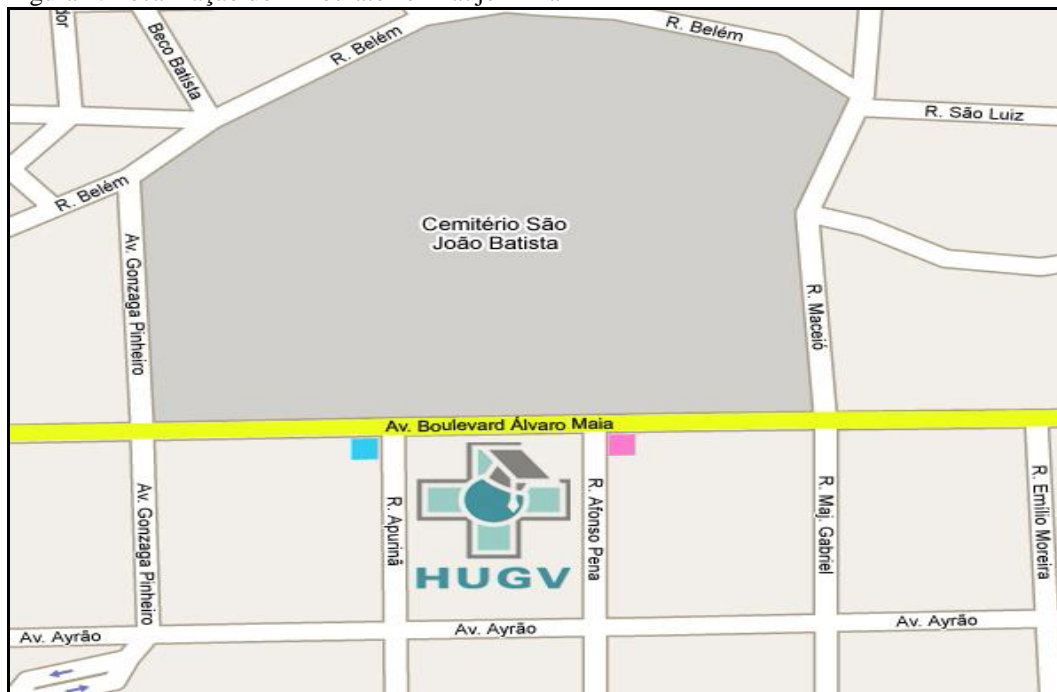 R. Belém
R. Belém
Beco Batista
R. São Luiz
R. Belém
Cemitério São
João Batista
Av. Gonzaga Pinheiro
R. Maceió
Av. Boulevard Álvaro Maia
Av. Gonzaga Pinheiro
R. Apurinã
HUGV
R. Afonso Pena
R. Maj. Gabriel
R. Emílio Moreira
Av. Ayrão
Av. Ayrão
Av. Ayrão